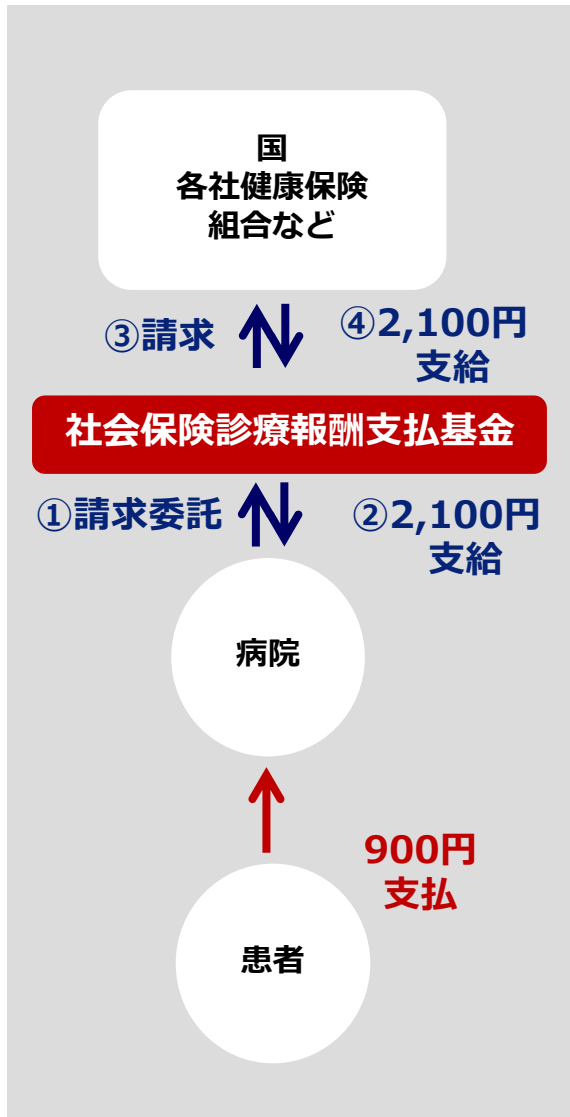 国
各社健康保険
組合など
③請求
④2,100円
支給
社会保険診療報酬支払基金
①請求委託
②2,100円
支給
病院
900円
支払
患者